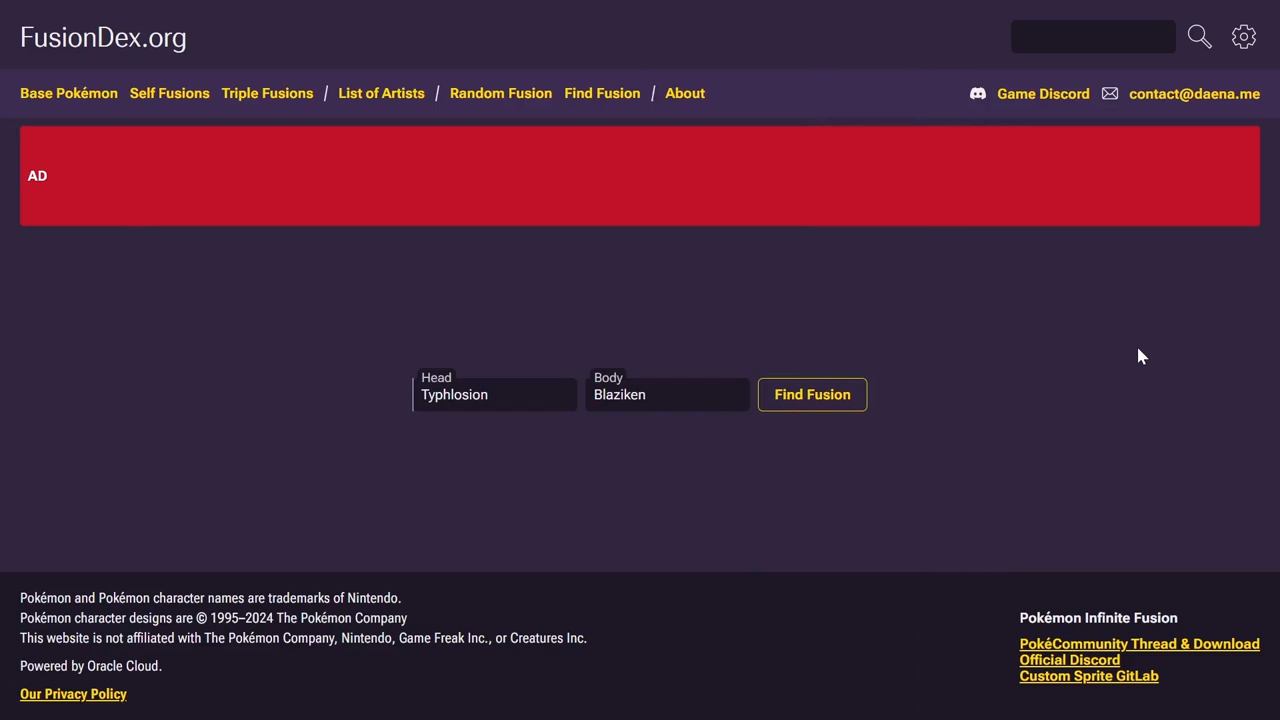 FusionDex.org
Base Pokémon Self Fusions Triple Fusions / List of Artists / Random Fusion Find Fusion / About Game Discord contact@daena.me
AD
Head Body
Typhlosion Blaziken Find Fusion
Pokémon and Pokémon character names are trademarks of Nintendo.
Pokémon character designs are © 1995–2024 The Pokémon Company
This website is not affiliated with The Pokémon Company, Nintendo, Game Freak Inc., or Creatures Inc.
Powered by Oracle Cloud.
Our Privacy Policy
Pokémon Infinite Fusion
PokéCommunity Thread & Download
Official Discord
Custom Sprite GitLab